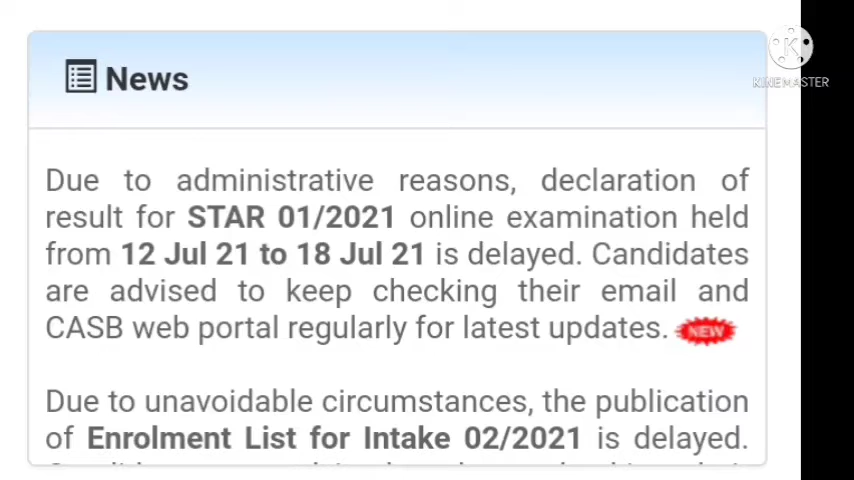 News
K
KINEMASTER
Due to administrative reasons, declaration of
result for STAR 01/2021 online examination held
from 12 Jul 21 to 18 Jul 21 is delayed. Candidates
are advised to keep checking their email and
CASB web portal regularly for latest updates. NEW
Due to unavoidable circumstances, the publication
of Enrolment List for Intake 02/2021 is delayed.